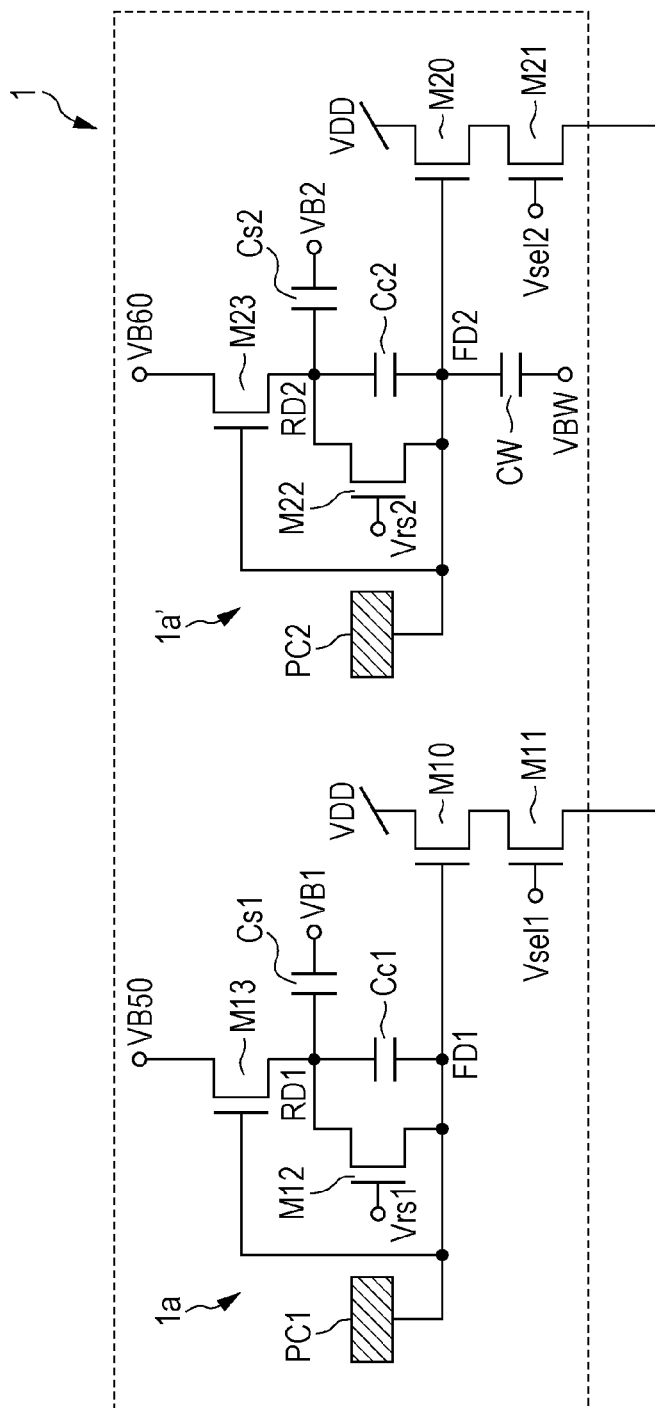 1
1a
VB50
M13
RD1
Cs1
VB1
Cc1
M12
Vrs1
PC1
FD1
VDD
M10
M11
Vsel1
1a'
VB60
M23
RD2
Cs2
VB2
Cc2
M22
Vrs2
PC2
FD2
CW
VBW
VDD
M20
M21
Vsel2